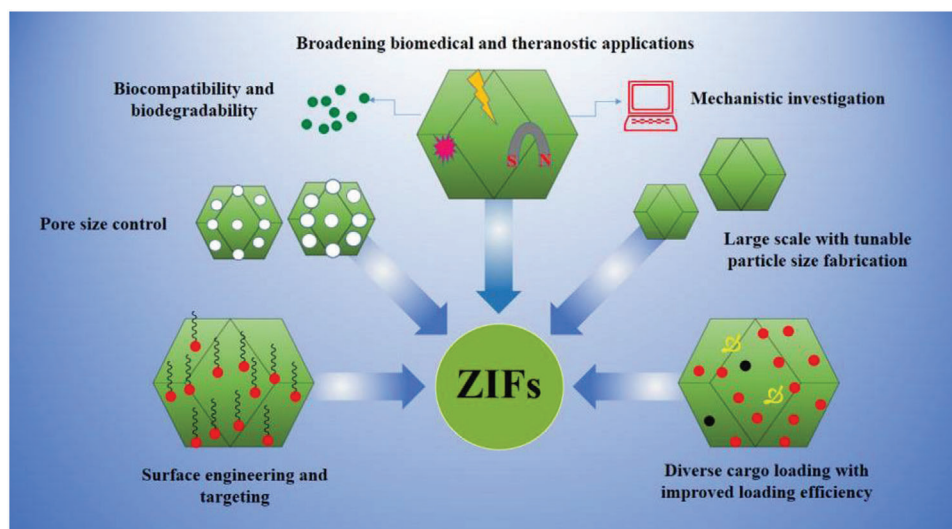 Broadening biomedical and theranostic applications
Biocompatibility and
biodegradability
Mechanistic investigation
S N
Pore size control
Large scale with tunable
particle size fabrication
ZIFs
Surface engineering and
targeting
Diverse cargo loading with
improved loading efficiency